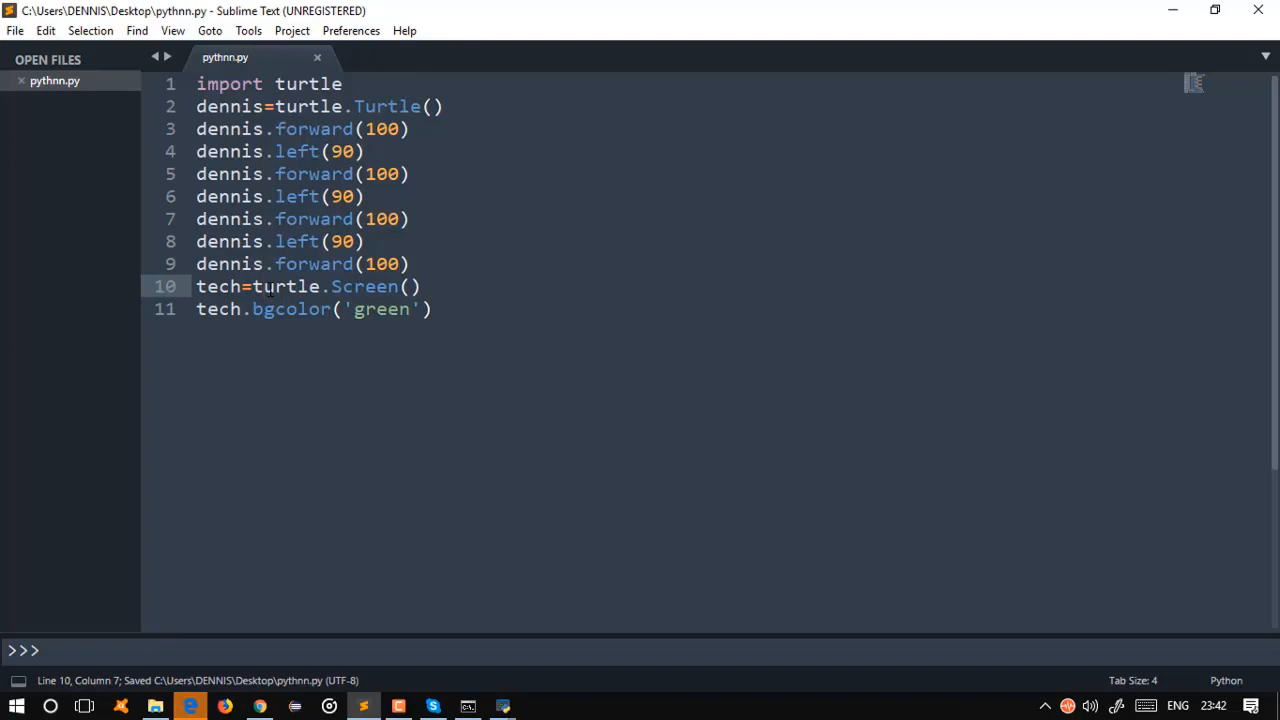 C:\Users\DENNIS\Desktop\pythnn.py - Sublime Text (UNREGISTERED)
File Edit Selection Find View Goto Tools Project Preferences Help
OPEN FILES
pythnn.py
pythnn.py
1 import turtle
2 dennis=turtle.Turtle()
3 dennis.forward(100)
4 dennis.left(90)
5 dennis.forward(100)
6 dennis.left(90)
7 dennis.forward(100)
8 dennis.left(90)
9 dennis.forward(100)
10 tech=turtle.Screen()
11 tech.bgcolor('green')
>>>
Line 10, Column 7; Saved C:\Users\DENNIS\Desktop\pythnn.py (UTF-8) Tab Size: 4 Python
ENG 23:42